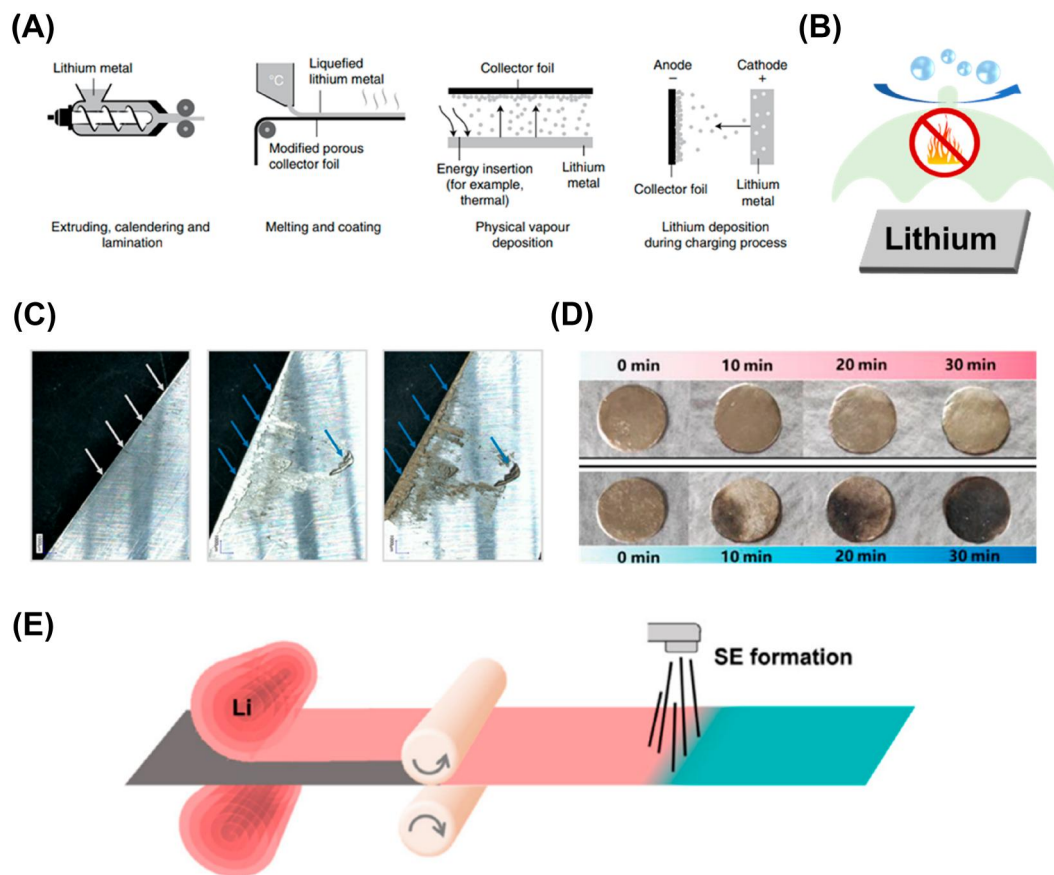 (A)
Lithium metal
Extruding, calendering and
lamination
°C
Liquefied
lithium metal
Modified porous
collector foil
Melting and coating
Collector foil
Energy insertion
(for example,
thermal)
Lithium
metal
Physical vapour
deposition
Anode
–
Cathode
+
Collector foil
Lithium
metal
Lithium deposition
during charging process
(B)
Lithium
(C)
(D)
0 min
10 min
20 min
30 min
0 min
10 min
20 min
30 min
(E)
Li
SE formation